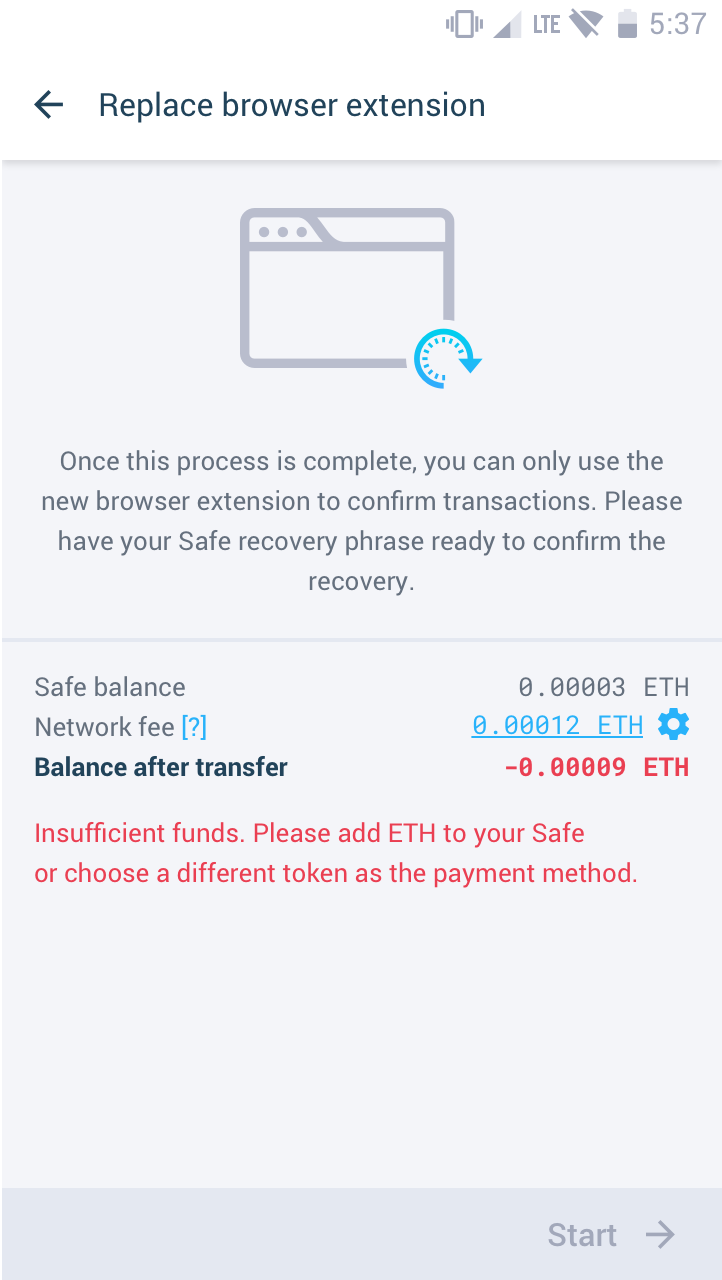 LTE 5:37
Replace browser extension
Once this process is complete, you can only use the
new browser extension to confirm transactions. Please
have your Safe recovery phrase ready to confirm the
recovery.
Safe balance 0.00003 ETH
Network fee [?] 0.00012 ETH
Balance after transfer -0.00009 ETH
Insufficient funds. Please add ETH to your Safe
or choose a different token as the payment method.
Start